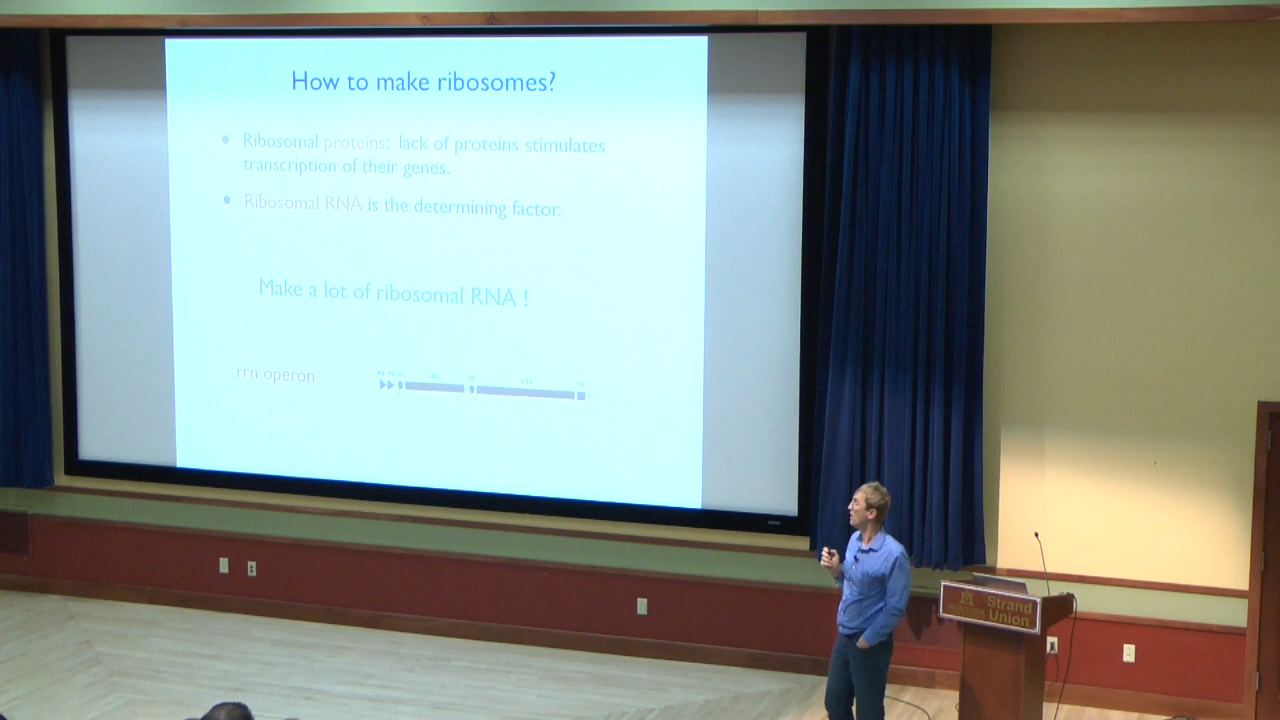 How to make ribosomes?
• Ribosomal proteins: lack of proteins stimulates
transcription of their genes.
• Ribosomal RNA is the determining factor.
Make a lot of ribosomal RNA !
rrn operon
Strand
Union